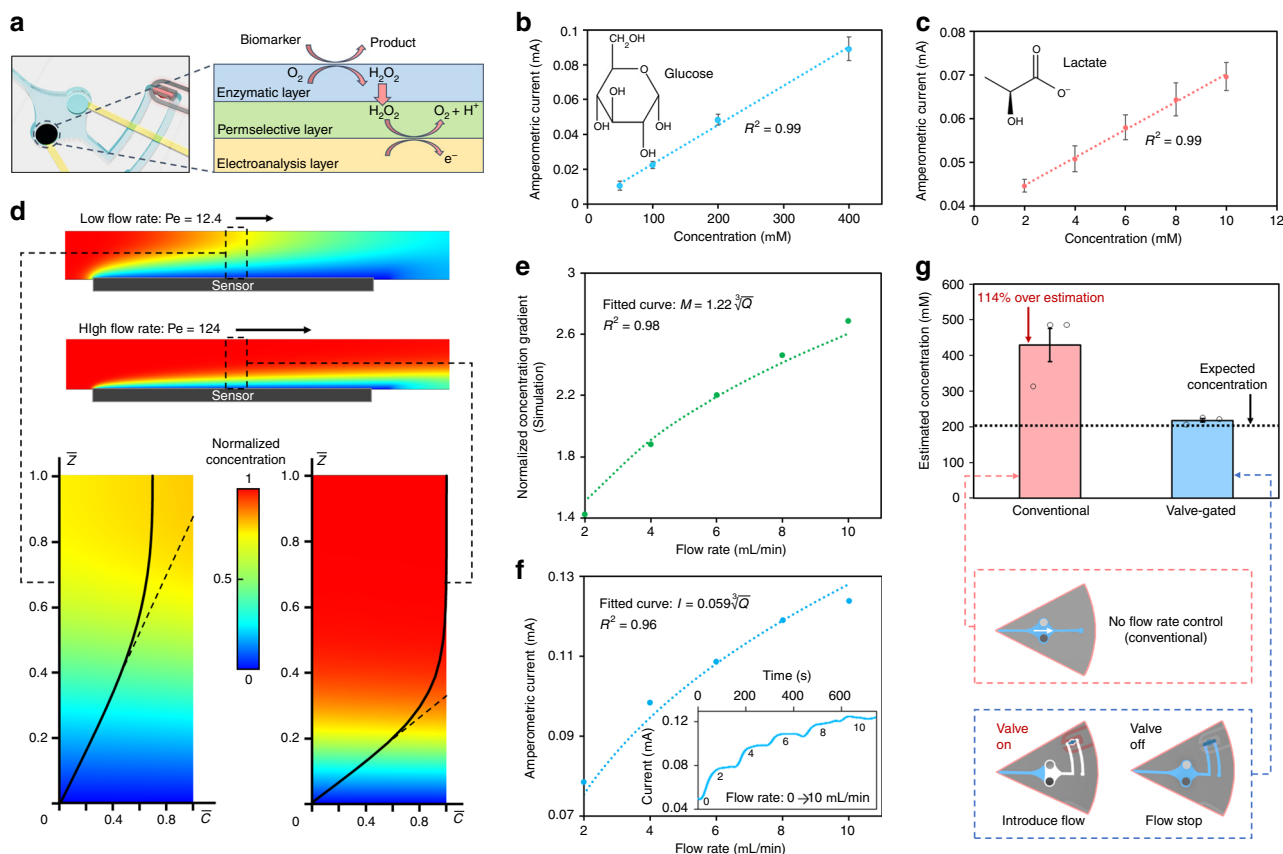 a
Biomarker
Product
O2
H2O2
Enzymatic layer
H2O2
O2 + H+
Permselective layer
Electroanalysis layer
e−
b
Amperometric current (mA)
0.1
0.08
0.06
0.04
0.02
0
CH2OH
O
OH
HO
OH
OH
Glucose
R2 = 0.99
0
100
200
300
400
Concentration (mM)
c
Amperometric current (mA)
0.08
0.07
0.06
0.05
0.04
O
O−
OH
Lactate
R2 = 0.99
0
2
4
6
8
10
12
Concentration (mM)
d
Low flow rate: Pe = 12.4
Sensor
HIgh flow rate: Pe = 124
Sensor
Normalized
concentration
1
0.5
0
Z̅
1.0
0.8
0.6
0.4
0.2
0.4
0.8
C̅
Z̅
1.0
0.8
0.6
0.4
0.2
0.4
0.8
C̅
e
Normalized concentration gradient
(Simulation)
3
2.6
2.2
1.8
1.4
Fitted curve: M = 1.22 ∛Q
R2 = 0.98
2
4
6
8
10
Flow rate (mL/min)
f
Amperometric current (mA)
0.13
0.11
0.09
0.07
Fitted curve: I = 0.059∛Q
R2 = 0.96
Time (s)
0
200
400
600
Current (mA)
0.12
0.08
0.04
0
2
4
6
8
10
Flow rate: 0 →10 mL/min
2
4
6
8
10
Flow rate (mL/min)
g
Estimated concentration (mM)
600
500
400
300
200
100
0
114% over estimation
Expected
concentration
Conventional
Valve-gated
No flow rate control
(conventional)
Valve
on
Valve
off
Introduce flow
Flow stop